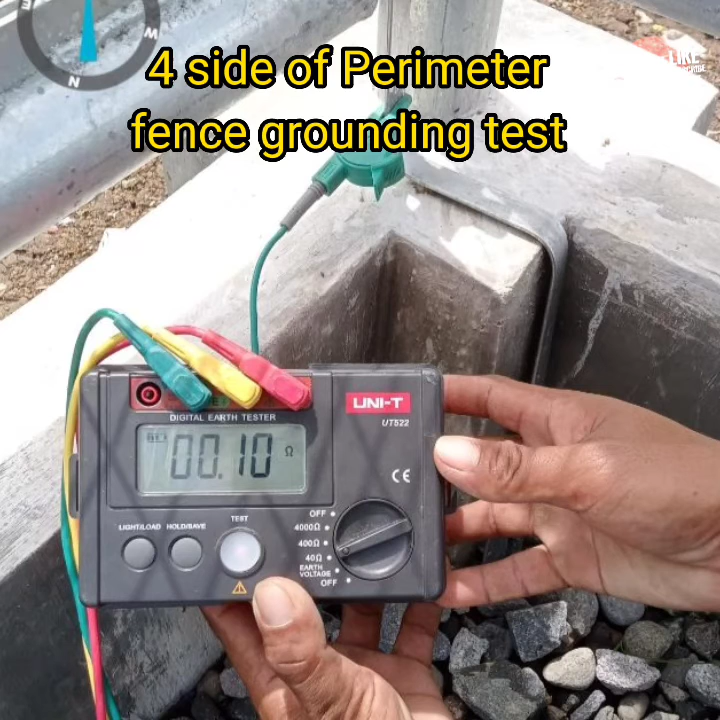 E
W
N
4 side of Perimeter
fence grounding test
LIKE
UNI-T
DIGITAL EARTH TESTER
UT522
00.10 Ω
CE
LIGHT/LOAD HOLD/SAVE TEST
OFF
4000Ω
400Ω
40Ω
EARTH
VOLTAGE
OFF